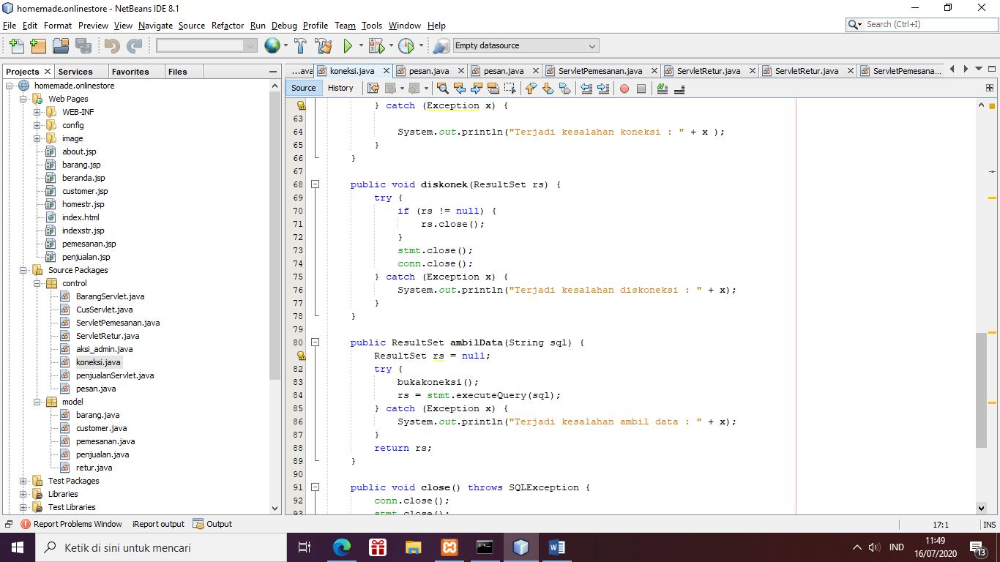 homemade.onlinestore - NetBeans IDE 8.1
File Edit Format Preview View Navigate Source Refactor Run Debug Profile Team Tools Window Help
Search (Ctrl+I)
Empty datasource
Projects Services Favorites Files
homemade.onlinestore
Web Pages
WEB-INF
config
image
about.jsp
barang.jsp
beranda.jsp
customer.jsp
homestr.jsp
index.html
indexstr.jsp
pemesanan.jsp
penjualan.jsp
Source Packages
control
BarangServlet.java
CusServlet.java
ServletPemesanan.java
ServletRetur.java
aksi_admin.java
koneksi.java
penjualanServlet.java
pesan.java
model
barang.java
customer.java
pemesanan.java
penjualan.java
retur.java
Test Packages
Libraries
Test Libraries
...ava koneksi.java pesan.java pesan.java ServletPemesanan.java ServletRetur.java ServletRetur.java ServletPemesana...
Source History
} catch (Exception x) {
63
64 System.out.println("Terjadi kesalahan koneksi : " + x );
65 }
66 }
67
68 public void diskonek(ResultSet rs) {
69 try {
70 if (rs != null) {
71 rs.close();
72 }
73 stmt.close();
74 conn.close();
75 } catch (Exception x) {
76 System.out.println("Terjadi kesalahan diskoneksi : " + x);
77 }
78 }
79
80 public ResultSet ambilData(String sql) {
ResultSet rs = null;
82 try {
83 bukakoneksi();
84 rs = stmt.executeQuery(sql);
85 } catch (Exception x) {
86 System.out.println("Terjadi kesalahan ambil data : " + x);
87 }
88 return rs;
89 }
90
91 public void close() throws SQLException {
92 conn.close();
93 stmt.close();
Report Problems Window iReport output Output
17:1 INS
Ketik di sini untuk mencari
IND
11:49
16/07/2020
13